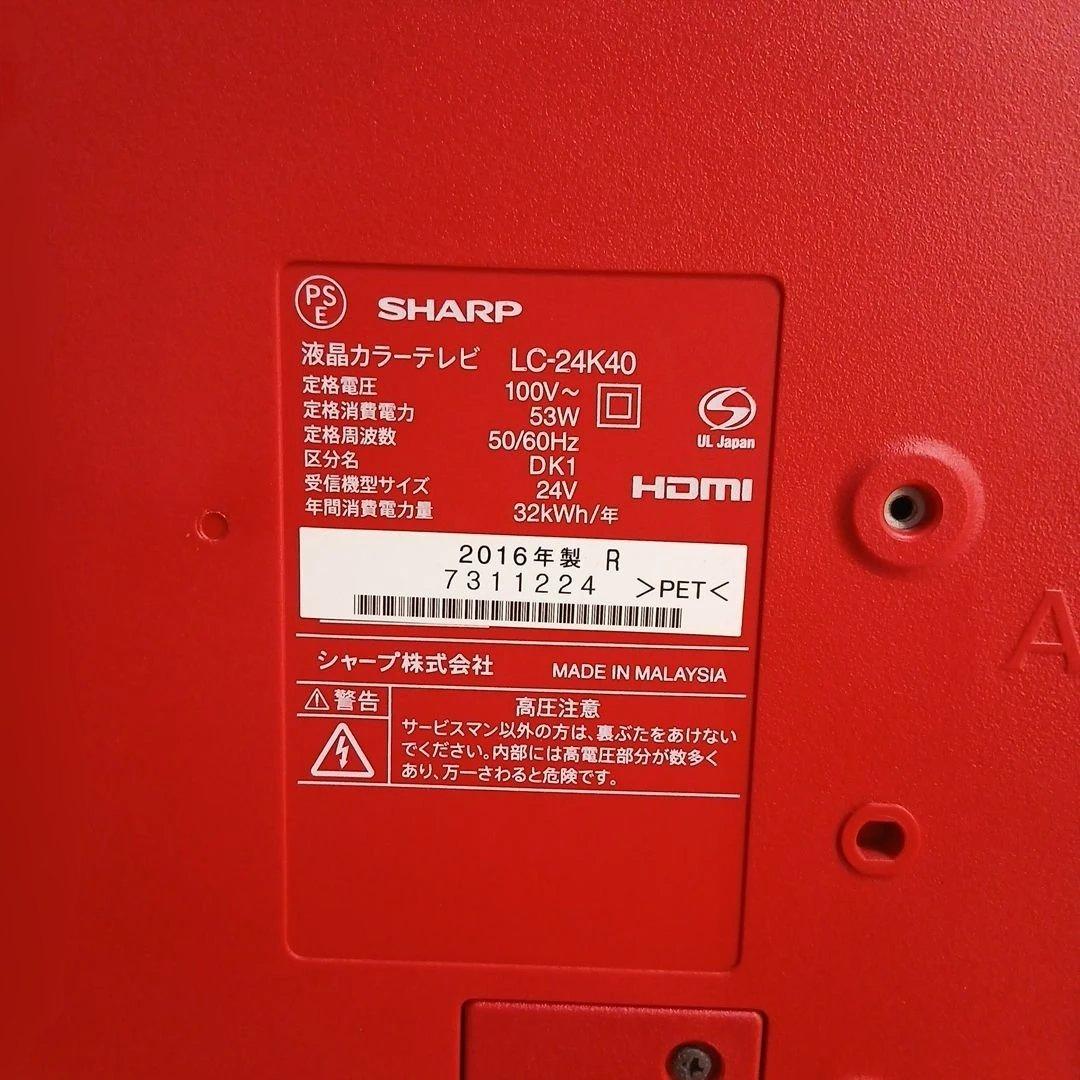 PS
E
SHARP
液晶カラーテレビ LC-24K40
定格電圧 100V～
定格消費電力 53W
定格周波数 50/60Hz
区分名 DK1
受信機型サイズ 24V
年間消費電力量 32kWh/年
UL Japan
HDMI
2016年製 R
7311224 >PET<
シャープ株式会社 MADE IN MALAYSIA
警告
高圧注意
サービスマン以外の方は、裏ぶたをあけない
でください。内部には高電圧部分が数多く
あり、万一さわると危険です。
A